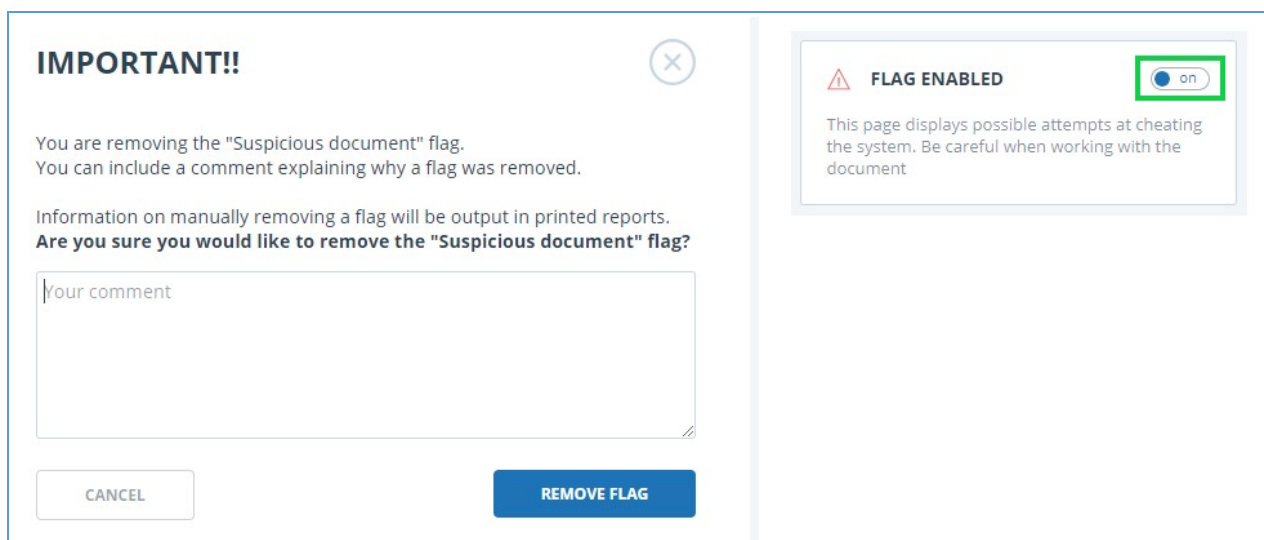 IMPORTANT!!
You are removing the "Suspicious document" flag.
You can include a comment explaining why a flag was removed.
Information on manually removing a flag will be output in printed reports.
Are you sure you would like to remove the "Suspicious document" flag?
Your comment
CANCEL
REMOVE FLAG
FLAG ENABLED
on
This page displays possible attempts at cheating
the system. Be careful when working with the
document